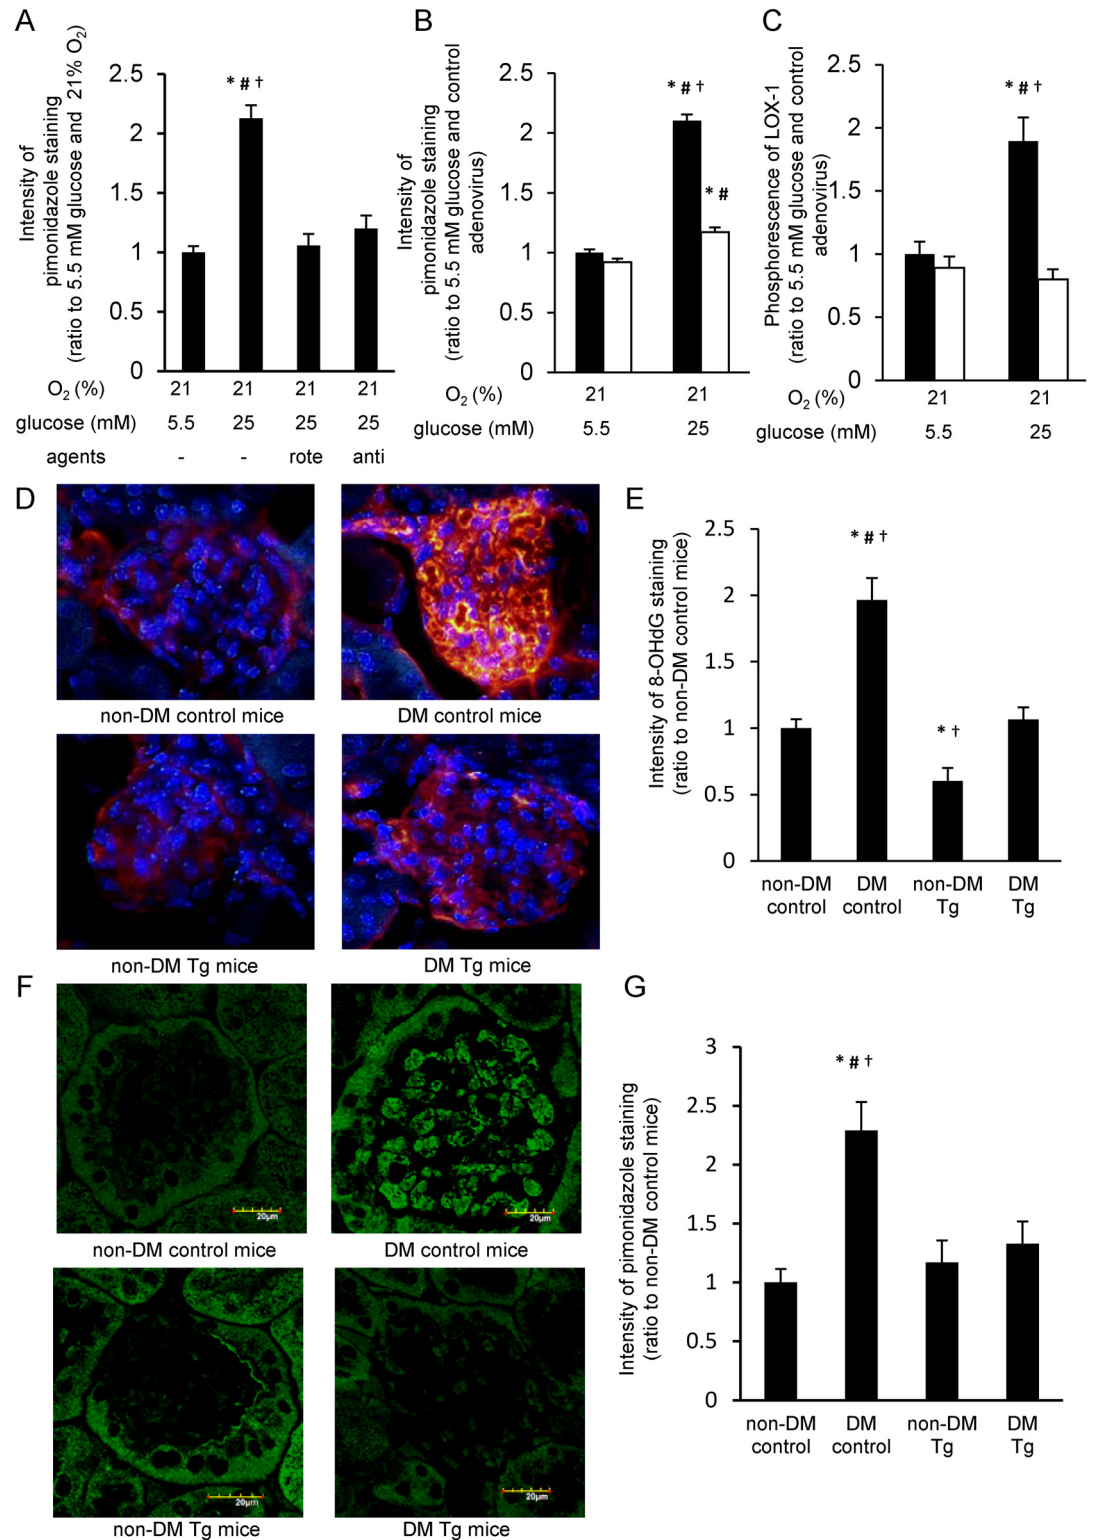 A
Intensity of
pimonidazole staining
(ratio to 5.5 mM glucose and 21% O2)
2.5
2
1.5
1
0.5
0
* # †
O2 (%) 21 21 21 21
glucose (mM) 5.5 25 25 25
agents - - rote anti
B
Intensity of
pimonidazole staining
(ratio to 5.5 mM glucose and control
adenovirus)
2.5
2
1.5
1
0.5
0
* # †
* #
O2 (%) 21 21
glucose (mM) 5.5 25
C
Phosphorescence of LOX-1
(ratio to 5.5 mM glucose and control
adenovirus)
2.5
2
1.5
1
0.5
0
* # †
O2 (%) 21 21
glucose (mM) 5.5 25
D
non-DM control mice
DM control mice
non-DM Tg mice
DM Tg mice
E
Intensity of 8-OHdG staining
(ratio to non-DM control mice)
2.5
2
1.5
1
0.5
0
* # †
* †
non-DM control
DM control
non-DM Tg
DM Tg
F
20μm
20μm
non-DM control mice
DM control mice
20μm
20μm
non-DM Tg mice
DM Tg mice
G
Intensity of pimonidazole staining
(ratio to non-DM control mice)
3
2.5
2
1.5
1
0.5
0
* # †
non-DM control
DM control
non-DM Tg
DM Tg